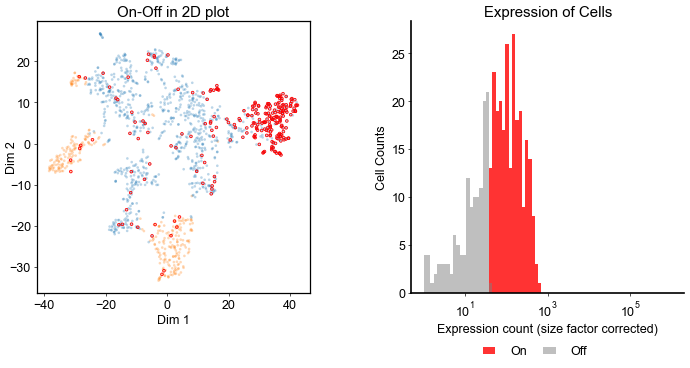 On-Off in 2D plot
Dim 2
20
10
0
−10
−20
−30
−40
−20
0
20
40
Dim 1
Expression of Cells
Cell Counts
25
20
15
10
5
0
10^1
10^3
10^5
Expression count (size factor corrected)
On
Off